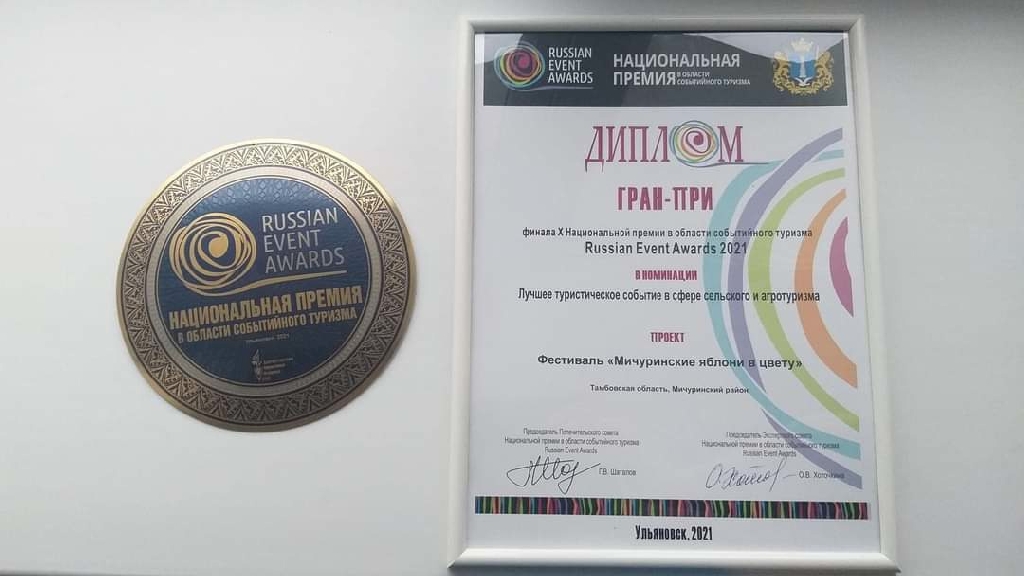 RUSSIAN
EVENT
AWARDS
НАЦИОНАЛЬНАЯ ПРЕМИЯ
В ОБЛАСТИ СОБЫТИЙНОГО ТУРИЗМА
2021
RUSSIAN
EVENT
AWARDS
НАЦИОНАЛЬНАЯ
ПРЕМИЯ В ОБЛАСТИ СОБЫТИЙНОГО ТУРИЗМА
ДИПЛОМ
ГРАН-ПРИ
финала X Национальной премии в области событийного туризма
Russian Event Awards 2021
В НОМИНАЦИИ
Лучшее туристическое событие в сфере сельского и агротуризма
ПРОЕКТ
Фестиваль «Мичуринские яблони в цвету»
Тамбовская область, Мичуринский район
Председатель Попечительского совета
Национальной премии в области событийного туризма
Russian Event Awards
Г.В. Шаталов
Председатель Экспертного совета
Национальной премии в области событийного туризма
Russian Event Awards
О.В.
Ульяновск, 2021